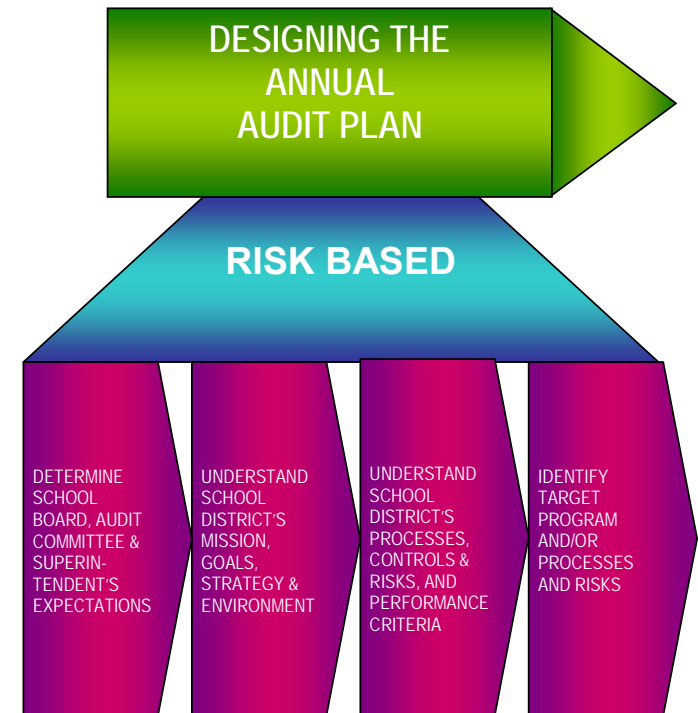 DESIGNING THE
ANNUAL
AUDIT PLAN
RISK BASED
DETERMINE
SCHOOL
BOARD, AUDIT
COMMITTEE &
SUPERIN-
TENDENT'S
EXPECTATIONS
UNDERSTAND
SCHOOL
DISTRICT'S
MISSION,
GOALS,
STRATEGY &
ENVIRONMENT
UNDERSTAND
SCHOOL
DISTRICT'S
PROCESSES,
CONTROLS &
RISKS, AND
PERFORMANCE
CRITERIA
IDENTIFY
TARGET
PROGRAM
AND/OR
PROCESSES
AND RISKS